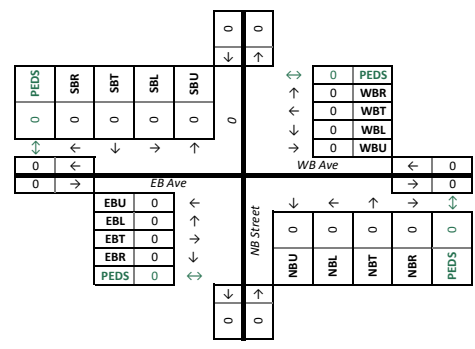 0 0
↓ ↑
PEDS SBR SBT SBL SBU
0 0 0 0 0
↕ ← ↓ → ↑
0
↔ 0 PEDS
↑ 0 WBR
← 0 WBT
↓ 0 WBL
→ 0 WBU
0 ←
0 →
EB Ave
WB Ave
← 0
→ 0
EBU 0 ←
EBL 0 ↑
EBT 0 →
EBR 0 ↓
PEDS 0 ↔
NB Street
↓ ← ↑ → ↕
0 0 0 0 0
NBU NBL NBT NBR PEDS
↓ ↑
0 0